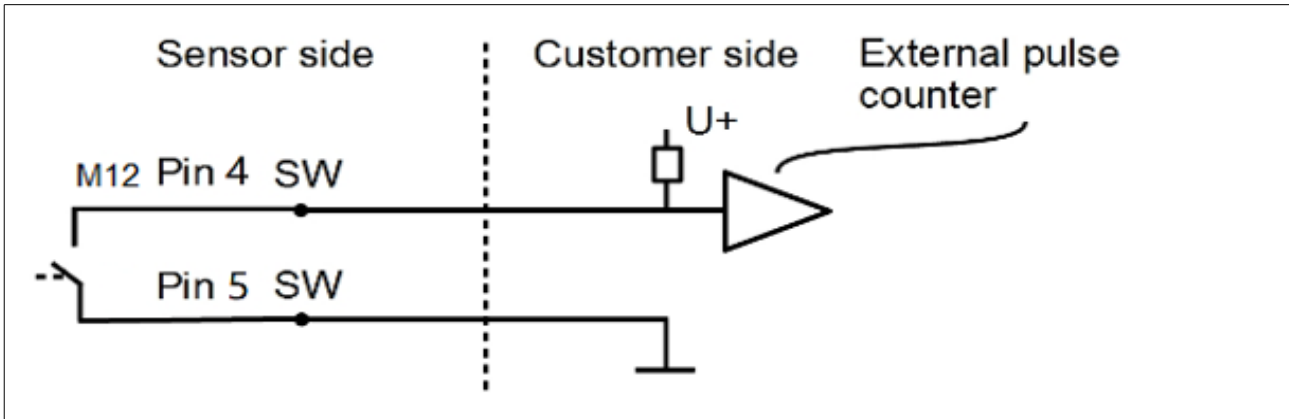 Sensor side
Customer side
External pulse
counter
U+
M12 Pin 4 SW
Pin 5 SW